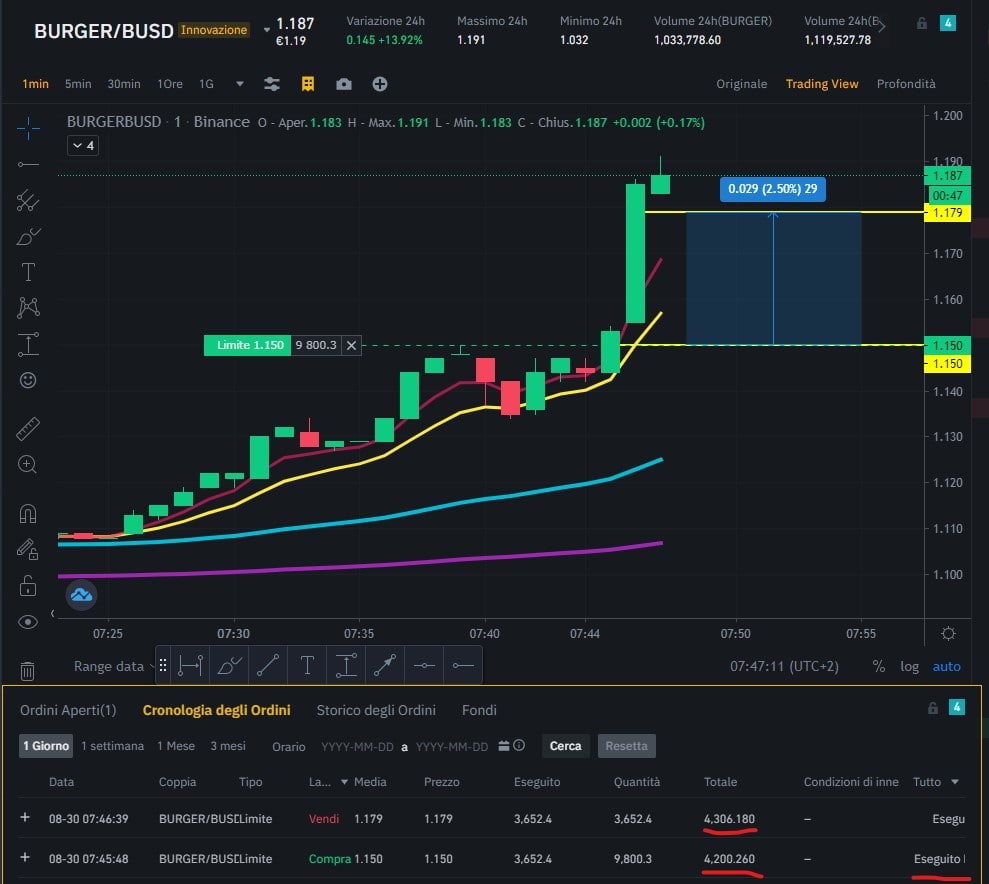 BURGER/BUSD Innovazione 1.187 €1.19
Variazione 24h 0.145 +13.92%
Massimo 24h 1.191
Minimo 24h 1.032
Volume 24h(BURGER) 1,033,778.60
Volume 24h(B 1,119,527.78
4
1min 5min 30min 1Ore 1G Originale Trading View Profondità
BURGERBUSD · 1 · Binance O - Aper.1.183 H - Max.1.191 L - Min.1.183 C - Chius.1.187 +0.002 (+0.17%)
4
1.200
1.190
1.187
00:47
1.179
0.029 (2.50%) 29
1.170
1.160
Limite 1.150 9 800.3
1.150
1.150
1.140
1.130
1.120
1.110
1.100
07:25 07:30 07:35 07:40 07:44 07:50 07:55
Range data 07:47:11 (UTC+2) % log auto
Ordini Aperti(1) Cronologia degli Ordini Storico degli Ordini Fondi 4
1 Giorno 1 settimana 1 Mese 3 mesi Orario YYYY-MM-DD a YYYY-MM-DD Cerca Resetta
Data Coppia Tipo La... Media Prezzo Eseguito Quantità Totale Condizioni di inne Tutto
+ 08-30 07:46:39 BURGER/BUSD Limite Vendi 1.179 1.179 3,652.4 3,652.4 4,306.180 – Esegu
+ 08-30 07:45:48 BURGER/BUSD Limite Compra 1.150 1.150 3,652.4 9,800.3 4,200.260 – Eseguito